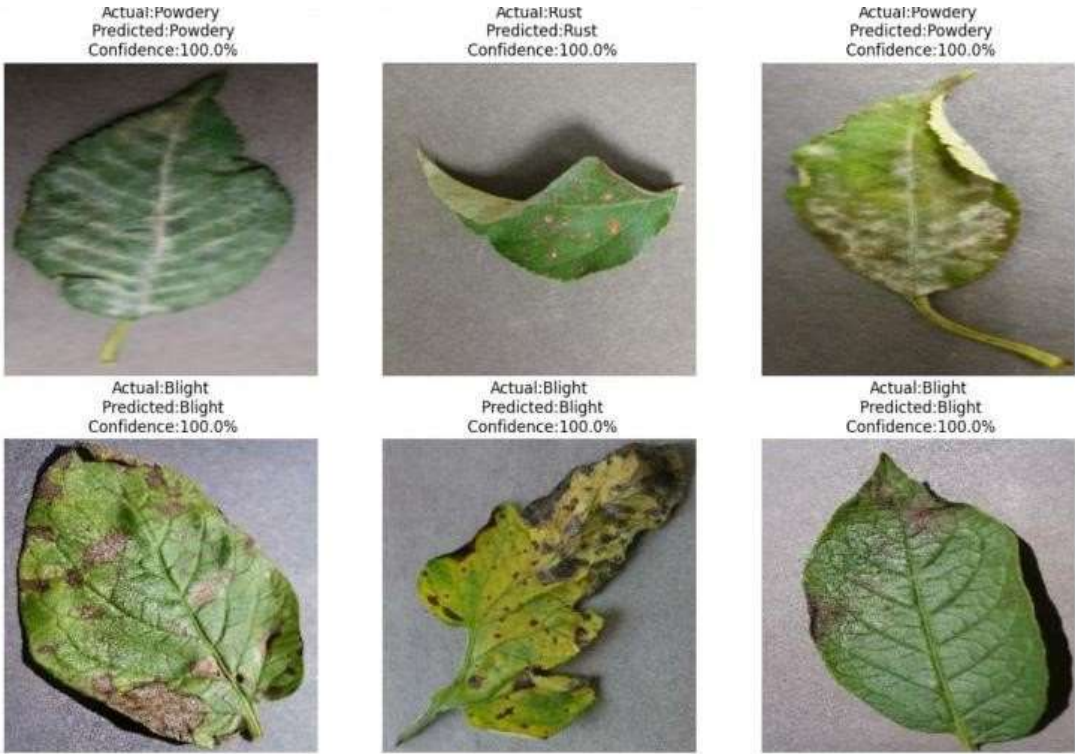 Actual:Powdery
Predicted:Powdery
Confidence:100.0%
Actual:Rust
Predicted:Rust
Confidence:100.0%
Actual:Powdery
Predicted:Powdery
Confidence:100.0%
Actual:Blight
Predicted:Blight
Confidence:100.0%
Actual:Blight
Predicted:Blight
Confidence:100.0%
Actual:Blight
Predicted:Blight
Confidence:100.0%